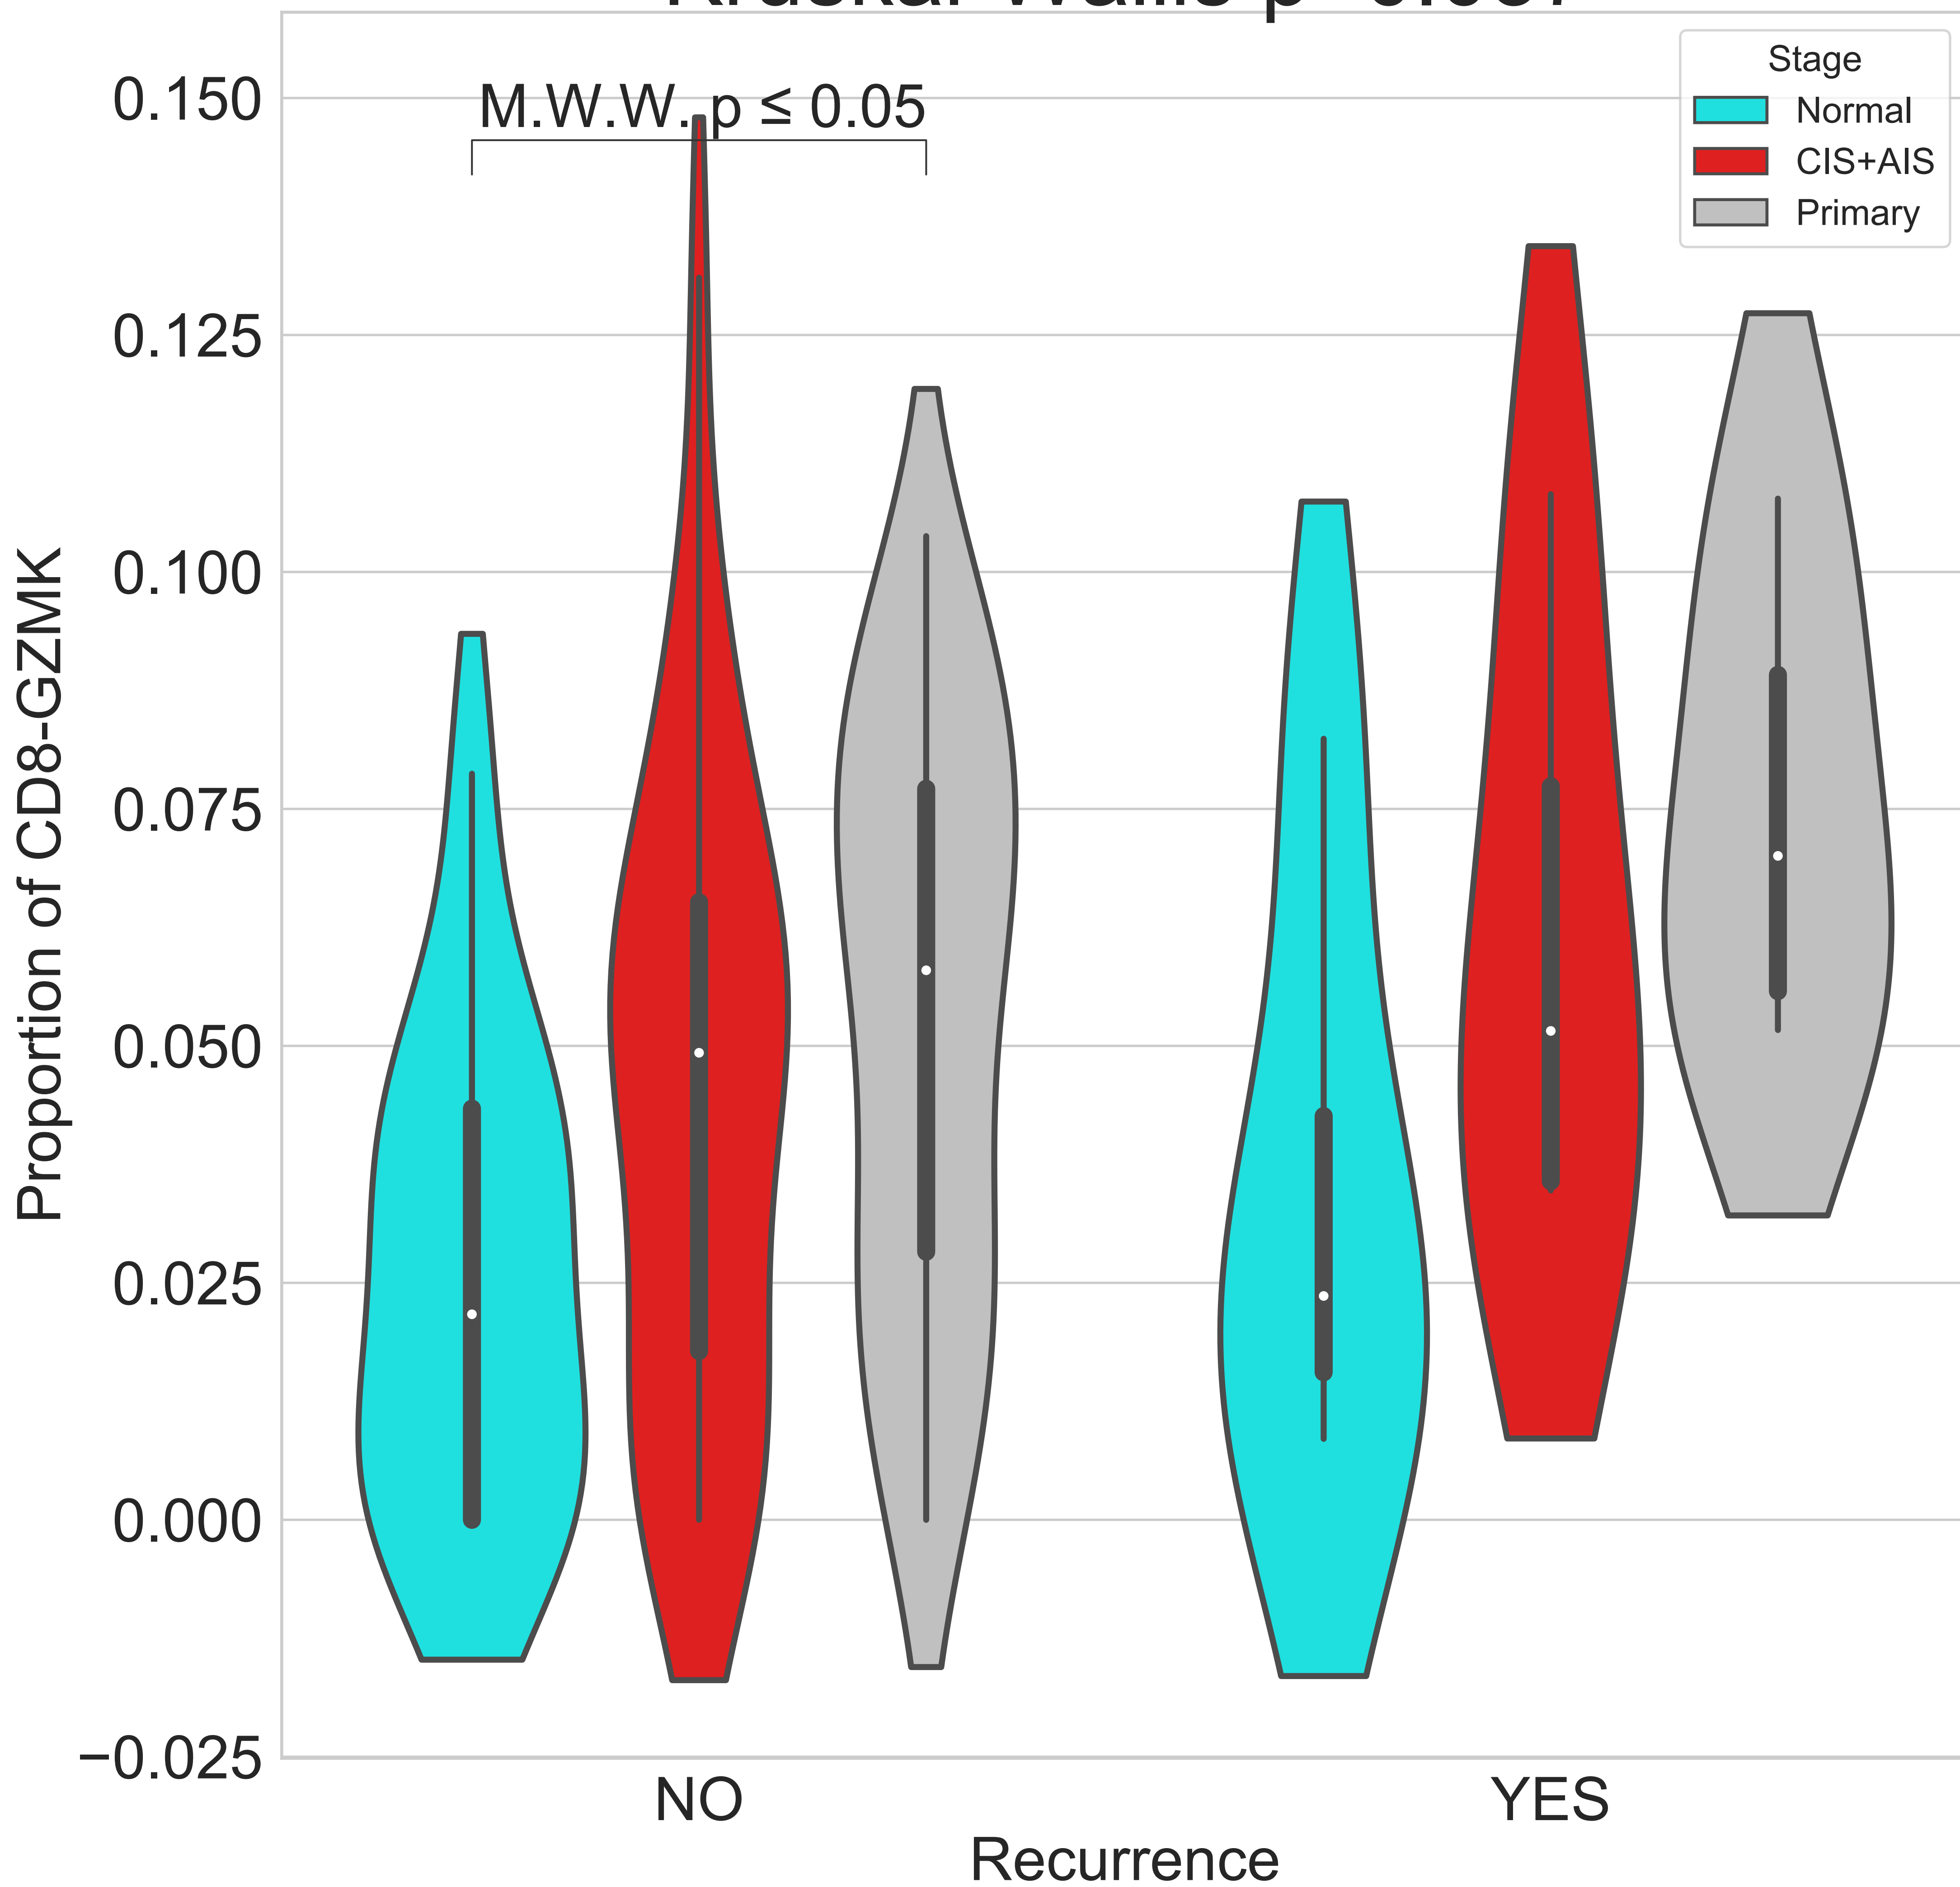 M.W.W. p ≤ 0.05
Stage
Normal
CIS+AIS
Primary
0.150
0.125
0.100
0.075
0.050
0.025
0.000
−0.025
Proportion of CD8-GZMK
NO
YES
Recurrence